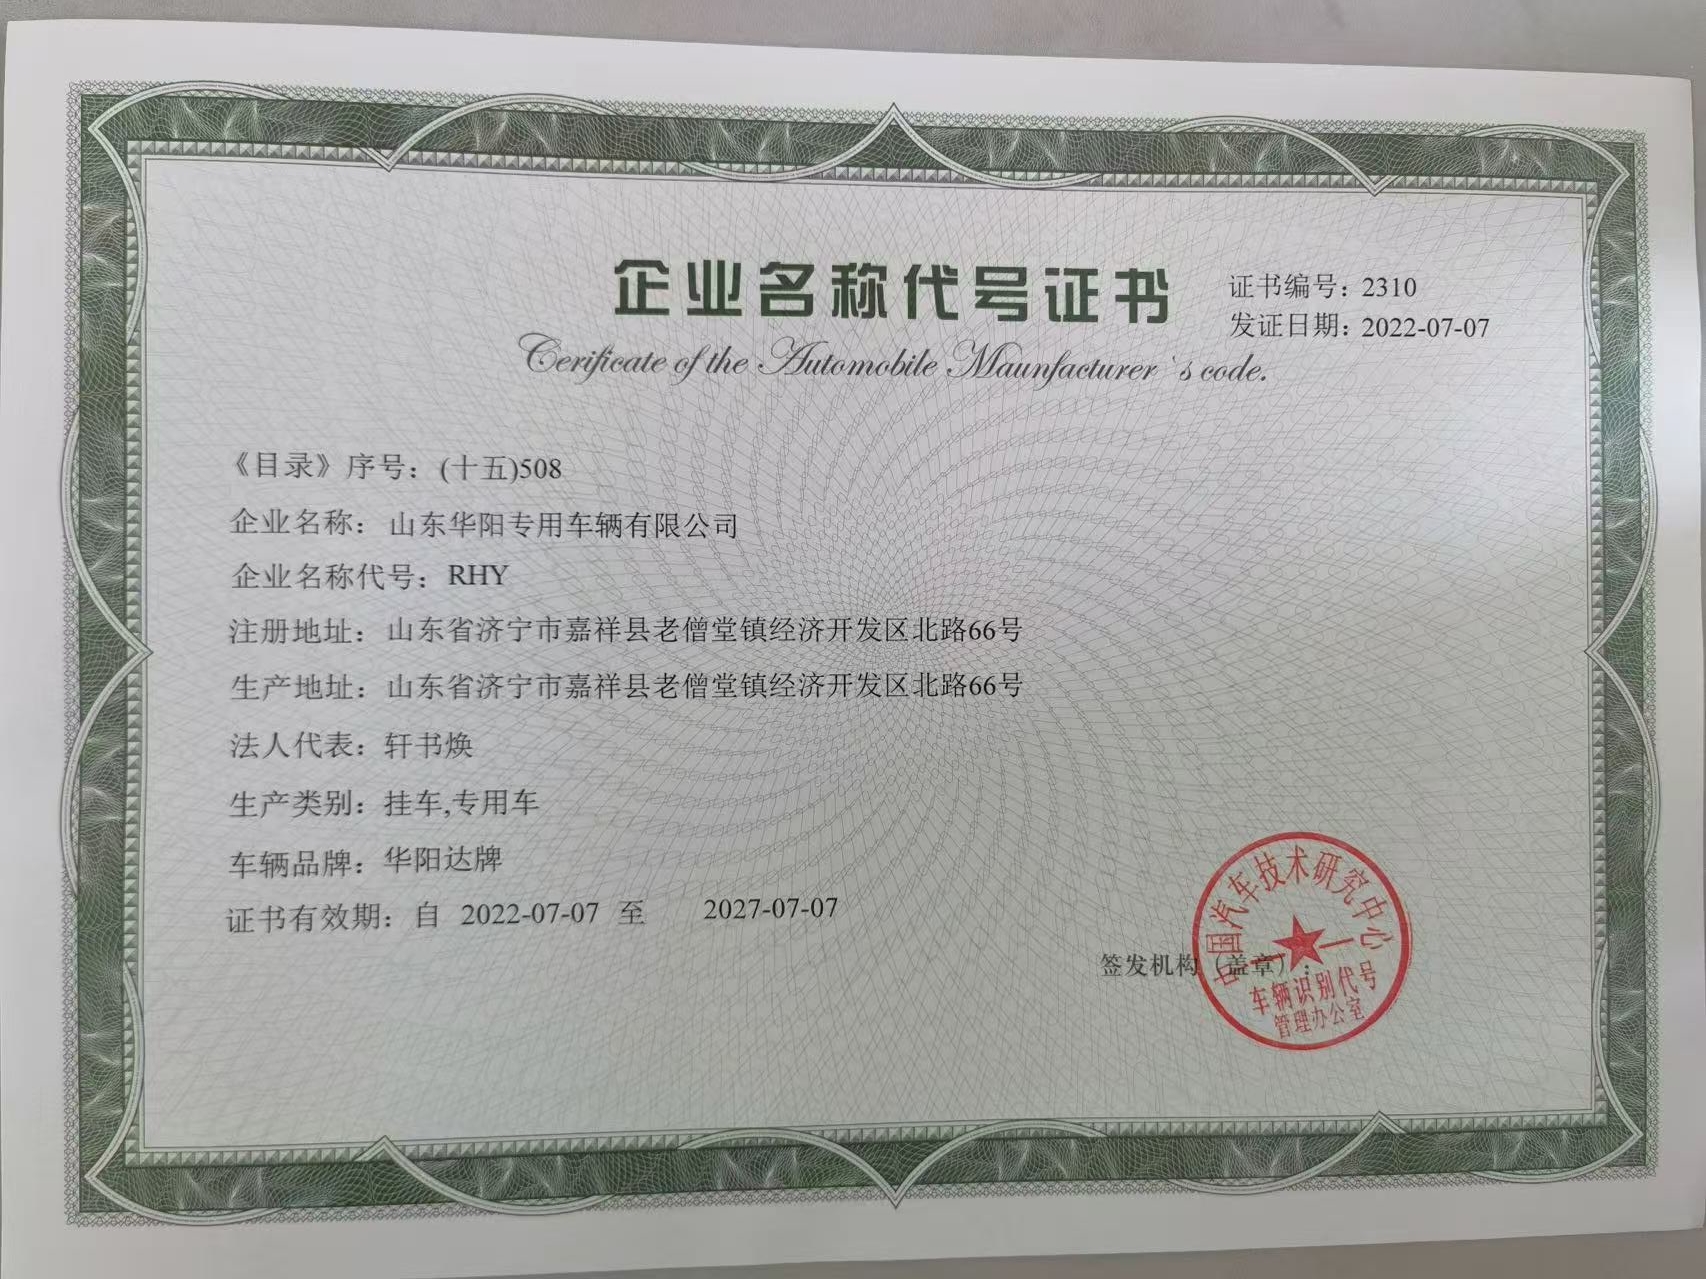 企业名称代号证书
Cerificate of the Automobile Maunfacturer`s code.
证书编号：2310
发证日期：2022-07-07
《目录》序号：(十五)508
企业名称：山东华阳专用车辆有限公司
企业名称代号：RHY
注册地址：山东省济宁市嘉祥县老僧堂镇经济开发区北路66号
生产地址：山东省济宁市嘉祥县老僧堂镇经济开发区北路66号
法人代表：轩书焕
生产类别：挂车,专用车
车辆品牌：华阳达牌
证书有效期：自 2022-07-07 至 2027-07-07
签发机构（盖章）：
中国汽车技术研究中心
车辆识别代号
管理办公室